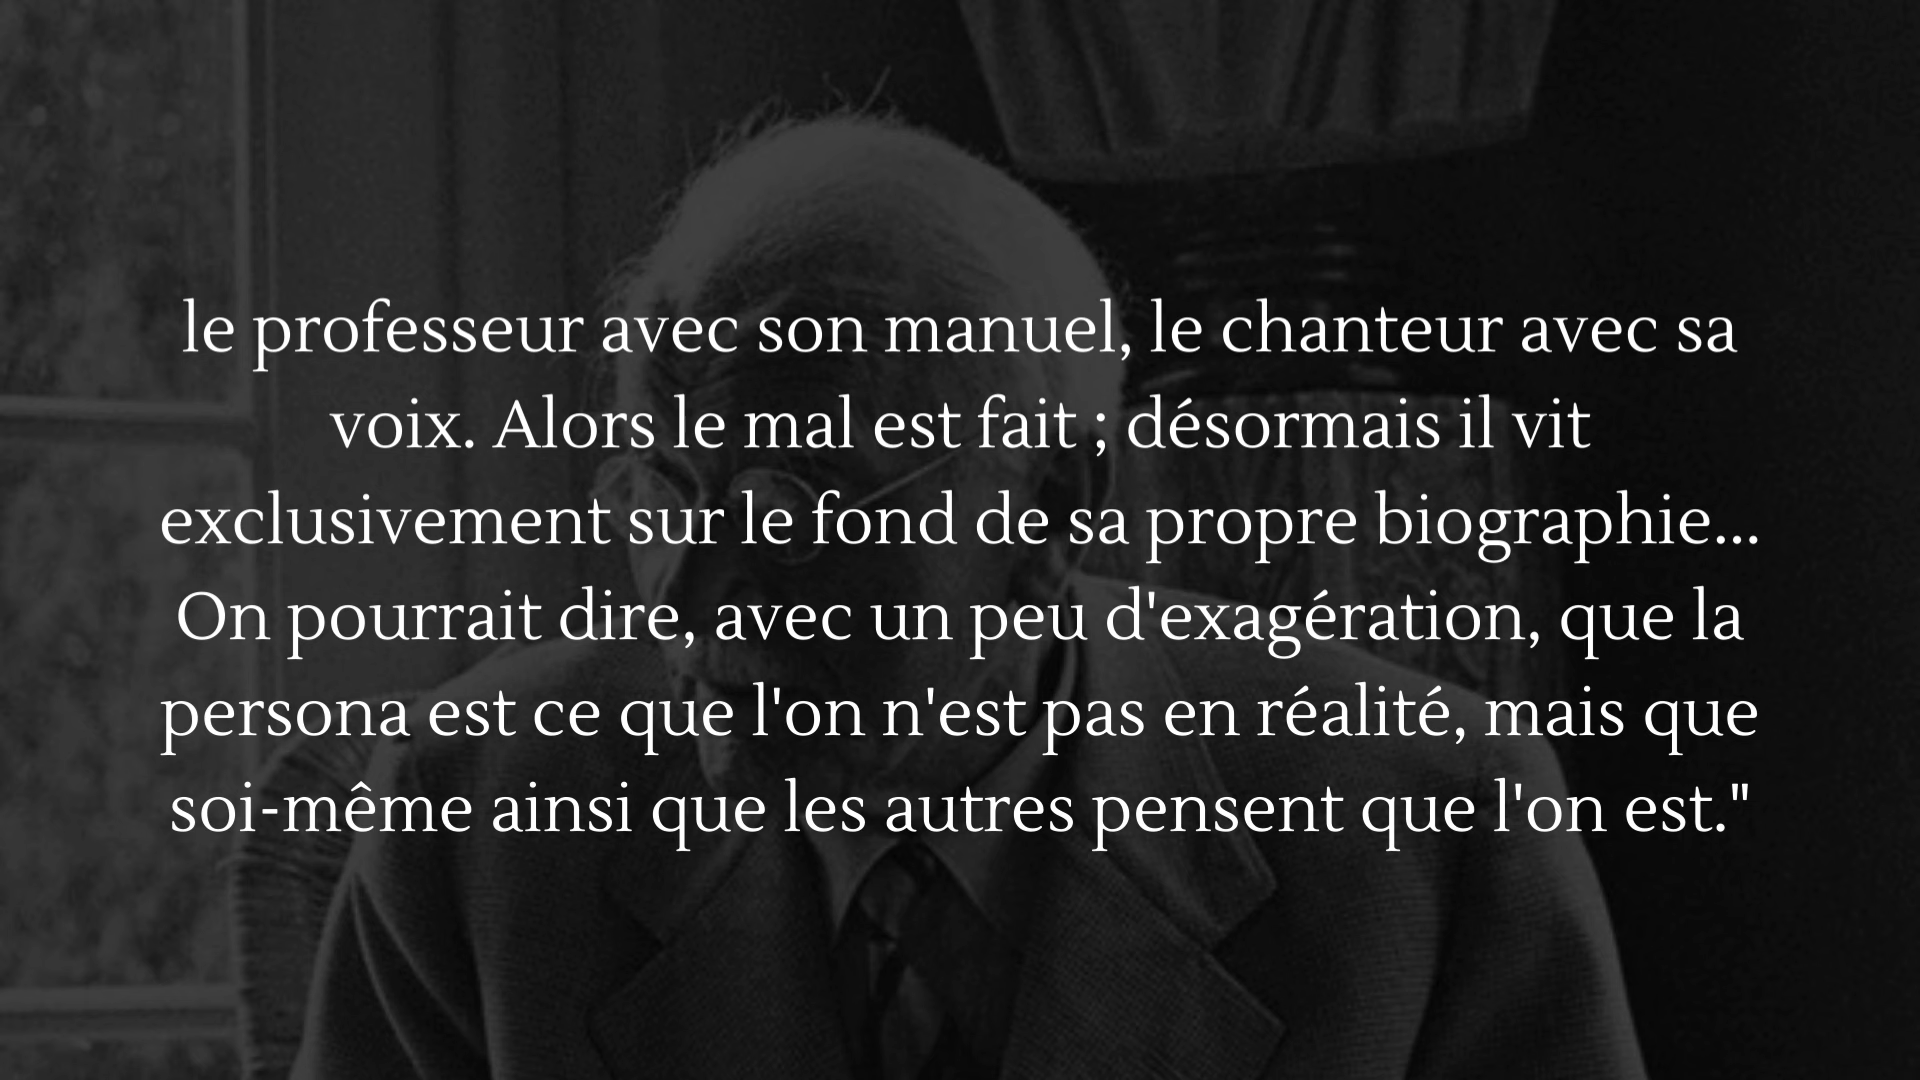 le professeur avec son manuel, le chanteur avec sa
voix. Alors le mal est fait ; désormais il vit
exclusivement sur le fond de sa propre biographie...
On pourrait dire, avec un peu d'exagération, que la
persona est ce que l'on n'est pas en réalité, mais que
soi-même ainsi que les autres pensent que l'on est."